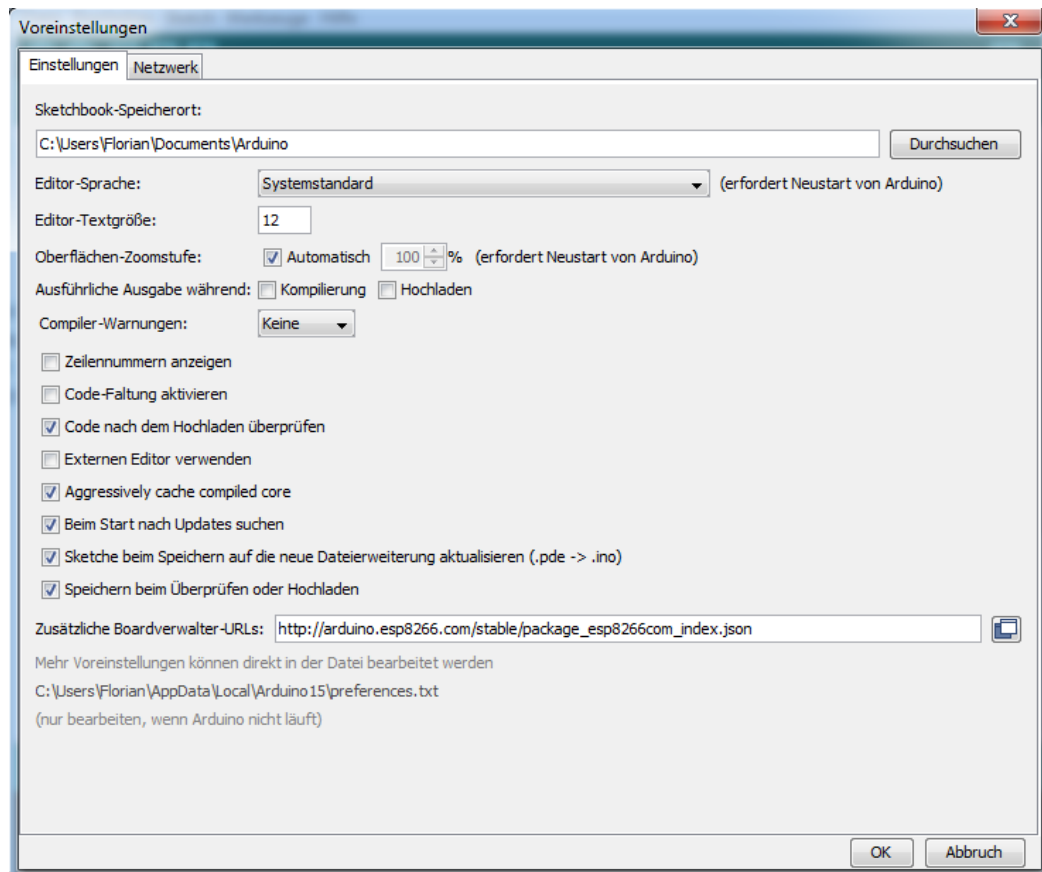 Voreinstellungen
Einstellungen Netzwerk
Sketchbook-Speicherort:
C:\Users\Florian\Documents\Arduino Durchsuchen
Editor-Sprache: Systemstandard (erfordert Neustart von Arduino)
Editor-Textgröße: 12
Oberflächen-Zoomstufe: Automatisch 100 % (erfordert Neustart von Arduino)
Ausführliche Ausgabe während: Kompilierung Hochladen
Compiler-Warnungen: Keine
Zeilennummern anzeigen
Code-Faltung aktivieren
Code nach dem Hochladen überprüfen
Externen Editor verwenden
Aggressively cache compiled core
Beim Start nach Updates suchen
Sketche beim Speichern auf die neue Dateierweiterung aktualisieren (.pde -> .ino)
Speichern beim Überprüfen oder Hochladen
Zusätzliche Boardverwalter-URLs: http://arduino.esp8266.com/stable/package_esp8266com_index.json
Mehr Voreinstellungen können direkt in der Datei bearbeitet werden
C:\Users\Florian\AppData\Local\Arduino15\preferences.txt
(nur bearbeiten, wenn Arduino nicht läuft)
OK Abbruch